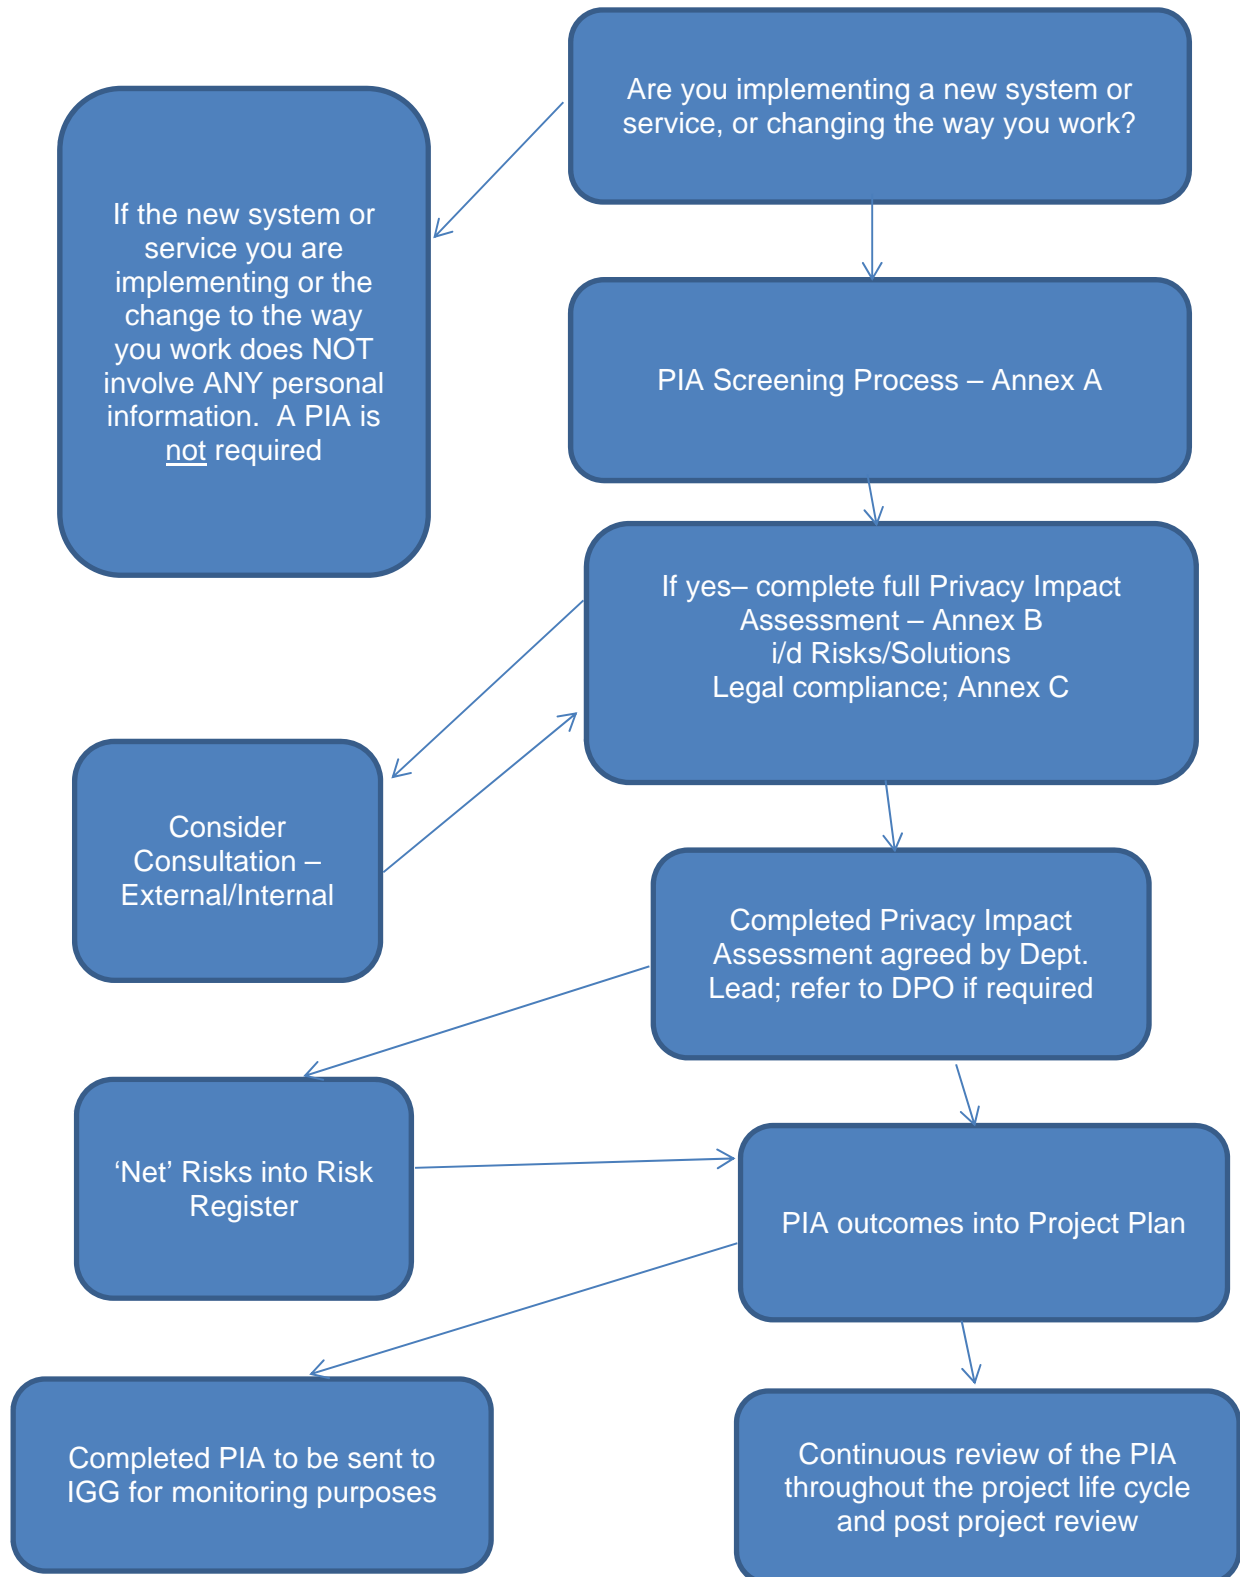 Are you implementing a new system or
service, or changing the way you work?
If the new system or
service you are
implementing or the
change to the way
you work does NOT
involve ANY personal
information.  A PIA is
not required
PIA Screening Process – Annex A
If yes– complete full Privacy Impact
Assessment – Annex B
i/d Risks/Solutions
Legal compliance; Annex C
Consider
Consultation –
External/Internal
Completed Privacy Impact
Assessment agreed by Dept.
Lead; refer to DPO if required
‘Net’ Risks into Risk
Register
PIA outcomes into Project Plan
Completed PIA to be sent to
IGG for monitoring purposes
Continuous review of the PIA
throughout the project life cycle
and post project review